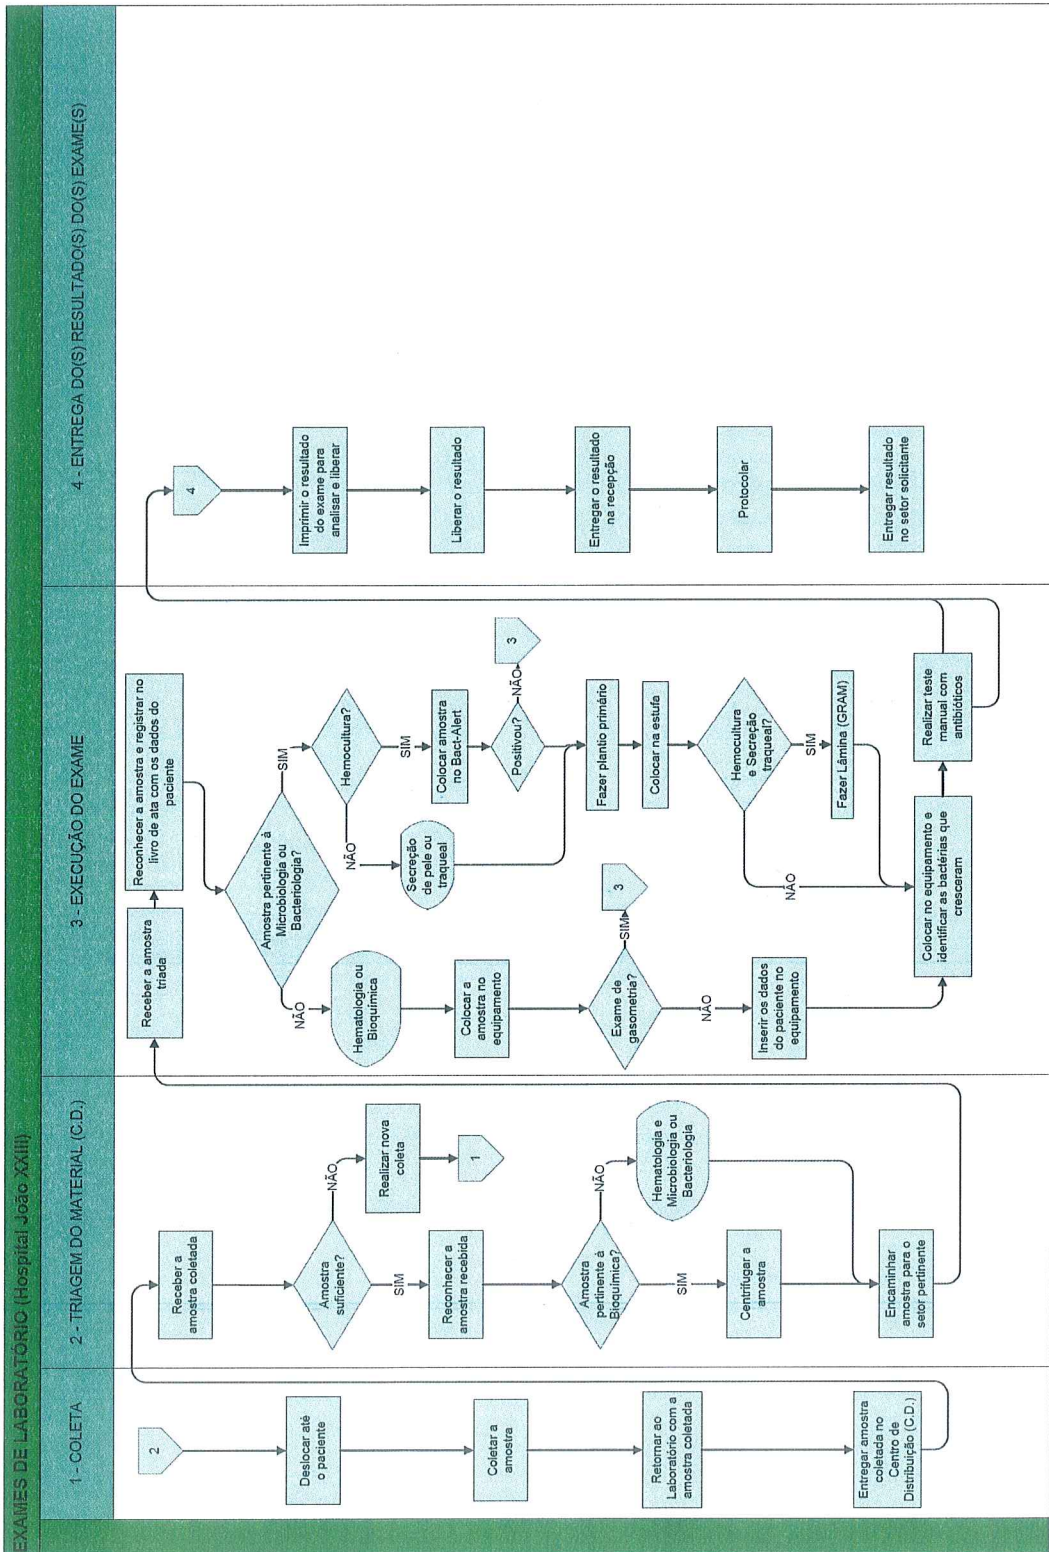 EXAMES DE LABORATÓRIO (Hospital João XXIII)
1 - COLETA
2 - TRIAGEM DO MATERIAL (C.D.)
3 - EXECUÇÃO DO EXAME
4 - ENTREGA DO(S) RESULTADO(S) DO(S) EXAME(S)
2
Deslocar até
o paciente
Coletar a
amostra
Retornar ao
Laboratório com a
amostra coletada
Entregar amostra
coletada no
Centro de
Distribuição (C.D.)
Receber a
amostra coletada
Amostra
suficiente?
NÃO
Realizar nova
coleta
1
SIM
Reconhecer a
amostra recebida
Amostra
pertinente à
Bioquímica?
NÃO
Hematologia e
Microbiologia ou
Bacteriologia
SIM
Centrifugar a
amostra
Encaminhar
amostra para o
setor pertinente
Receber a amostra
triada
Reconhecer a amostra e registrar no
livro de ata com os dados do
paciente
Amostra pertinente à
Microbiologia ou
Bacteriologia?
NÃO
Hematologia ou
Bioquímica
Colocar a
amostra no
equipamento
Exame de
gasometria?
SIM
3
NÃO
Inserir os dados
do paciente no
equipamento
SIM
Hemocultura?
NÃO
Secreção
de pele ou
traqueal
SIM
Colocar amostra
no Bact-Alert
Positivou?
NÃO
3
Fazer plantio primário
Colocar na estufa
Hemocultura
e Secreção
traqueal?
NÃO
SIM
Fazer Lâmina (GRAM)
Colocar no equipamento e
identificar as bactérias que
cresceram
Realizar teste
manual com
antibióticos
4
Imprimir o resultado
do exame para
analisar e liberar
Liberar o resultado
Entregar o resultado
na recepção
Protocolar
Entregar resultado
no setor solicitante